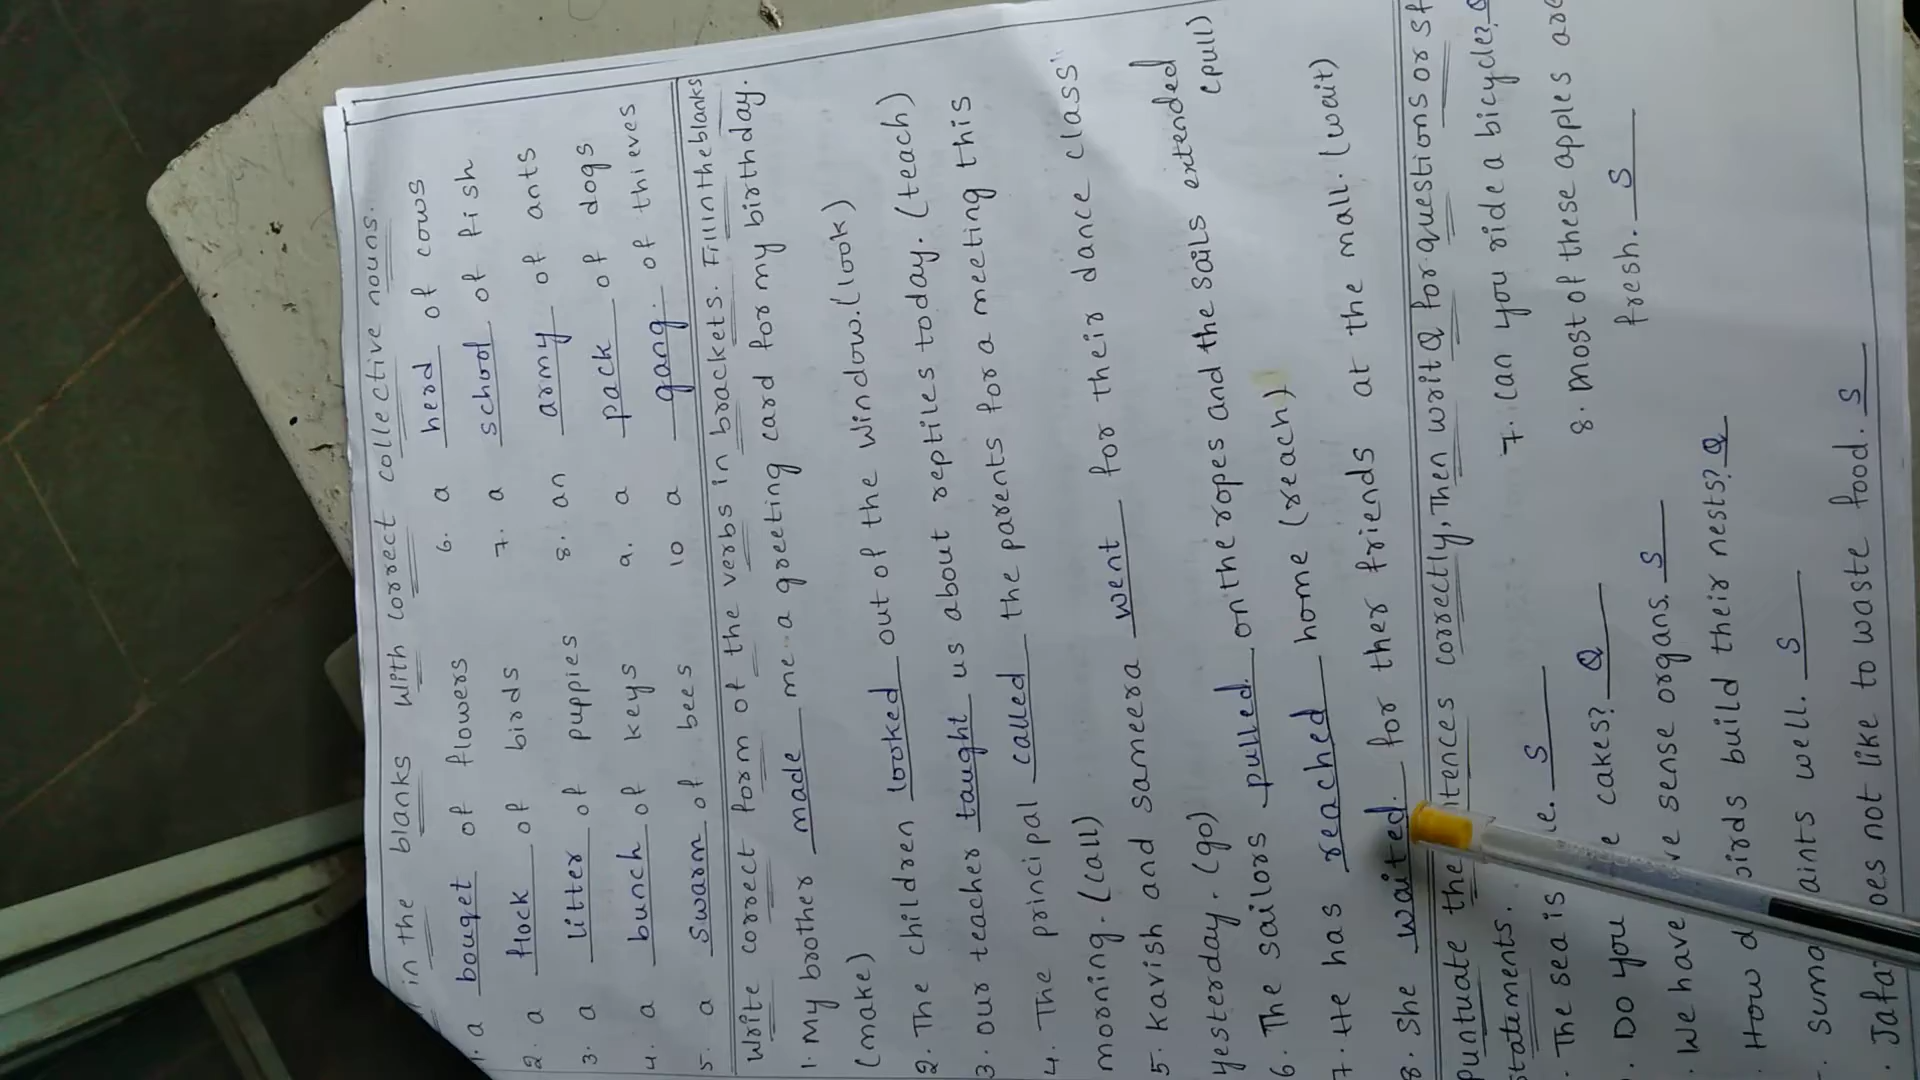 in the blanks With correct collective nouns.
1. a bouqet of flowers 6. a herd of cows
2. a flock of birds 7. a school of fish
3. a litter of puppies 8. an army of ants
4. a bunch of keys 9. a pack of dogs
5. a Swarm of bees 10 a gang. of thieves
Write correct form of the verbs in brackets. Fill in the blanks
1. My brother made me a greeting card for my birthday.
(make)
2. The children looked out of the window. (look)
3. our teacher taught us about reptiles today. (teach)
4. The principal called the parents for a meeting this
morning. (call)
5. Kavish and sameera went for their dance class
yesterday. (go)
6. The sailors pulled. on the ropes and the sails extended
(pull)
7. He has reached home (reach)
8. She waited. for ther friends at the mall. (wait)
puntuate the tences correctly, Then writ Q for questions or st
statements.
. The sea is e. S 7. can you ride a bicycle? Q
. Do you e cakes? Q 8. most of these apples are
fresh. S
. We have ve sense organs. S
. How d birds build their nests? Q
. Suma aints well. S
. Jafar oes not like to waste food. S